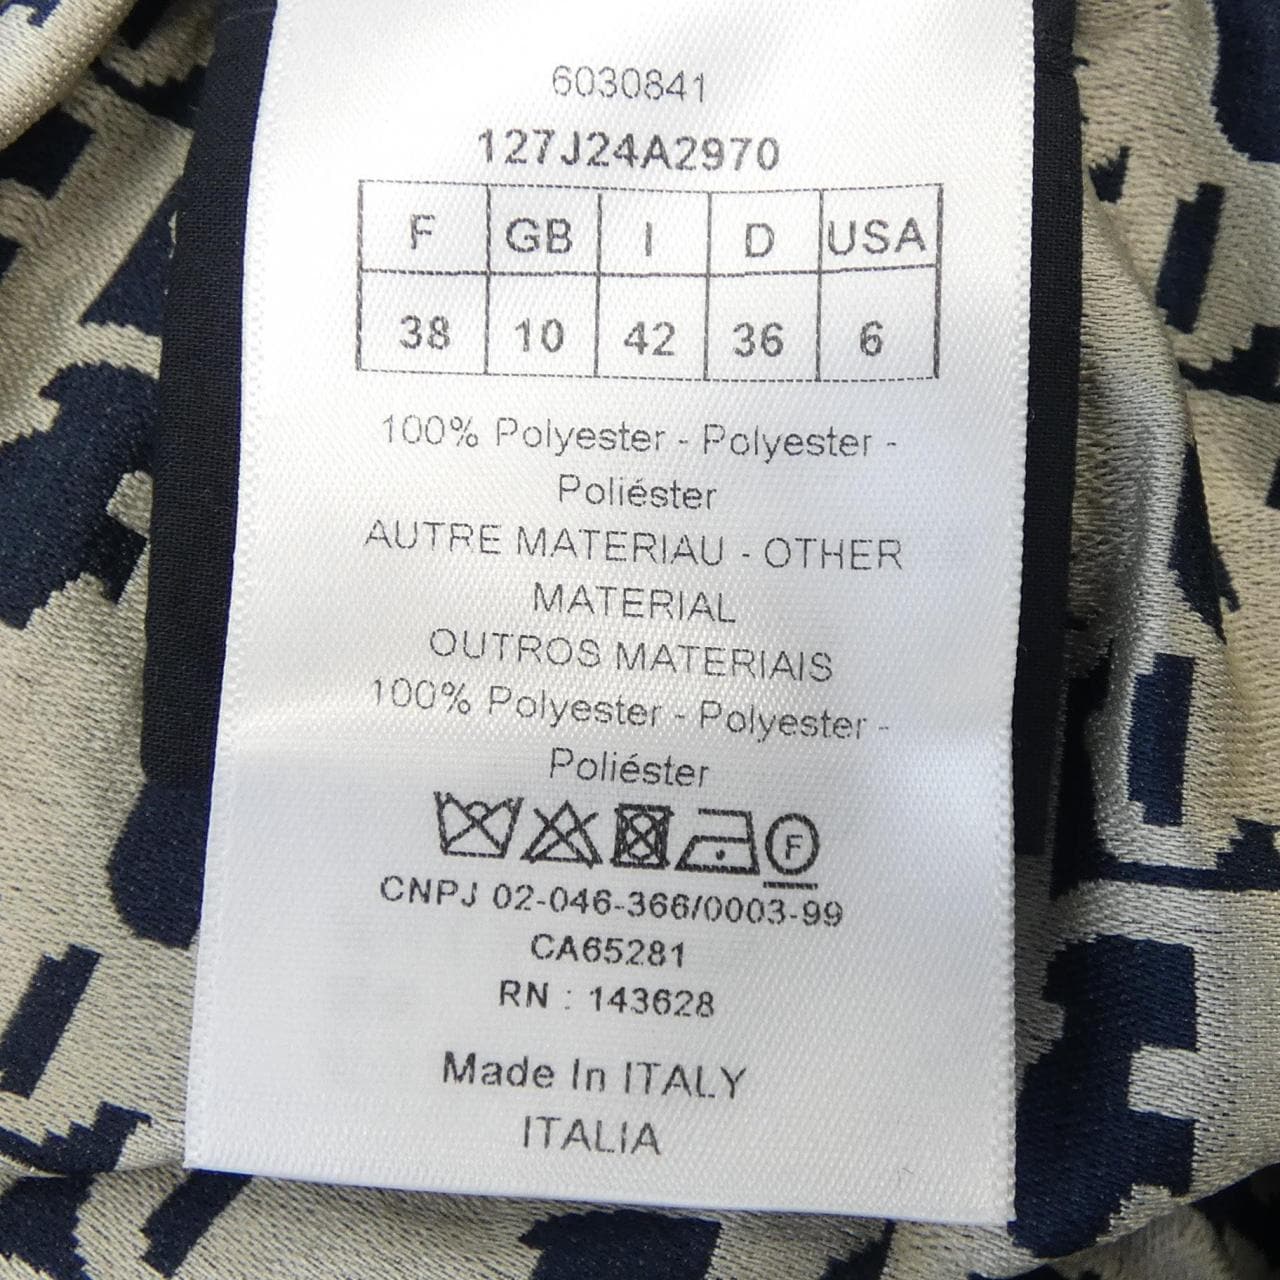 6030841
127J24A2970
F GB I D USA
38 10 42 36 6
100% Polyester - Polyester -
Poliéster
AUTRE MATERIAU - OTHER
MATERIAL
OUTROS MATERIAIS
100% Polyester - Polyester -
Poliéster
F
CNPJ 02-046-366/0003-99
CA65281
RN : 143628
Made In ITALY
ITALIA